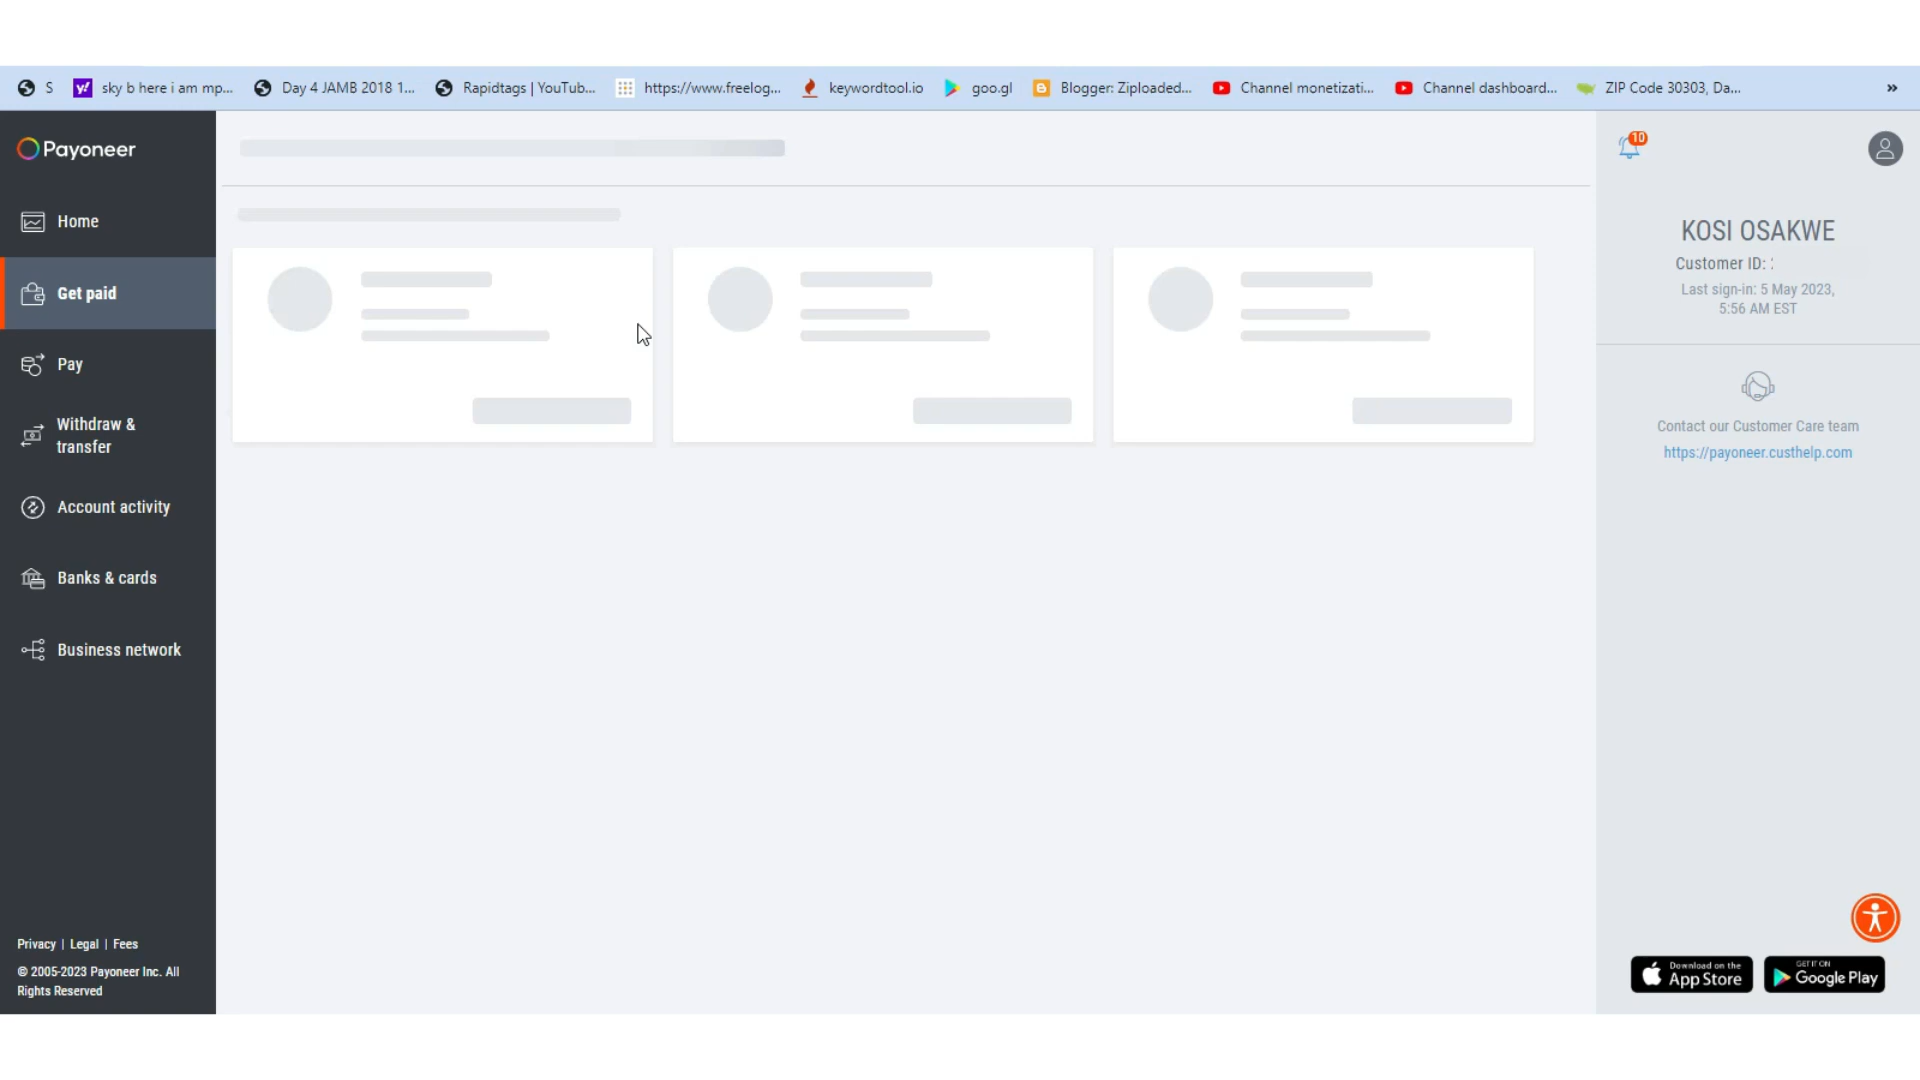 S
sky b here i am mp...
Day 4 JAMB 2018 1...
Rapidtags | YouTub...
https://www.freelog...
keywordtool.io
goo.gl
Blogger: Ziploaded...
Channel monetizati...
Channel dashboard...
ZIP Code 30303, Da...
»
Payoneer
Home
Get paid
Pay
Withdraw &
transfer
Account activity
Banks & cards
Business network
Privacy | Legal | Fees
© 2005-2023 Payoneer Inc. All
Rights Reserved
10
KOSI OSAKWE
Customer ID:
Last sign-in: 5 May 2023,
5:56 AM EST
Contact our Customer Care team
https://payoneer.custhelp.com
Download on the
App Store
GET IT ON
Google Play